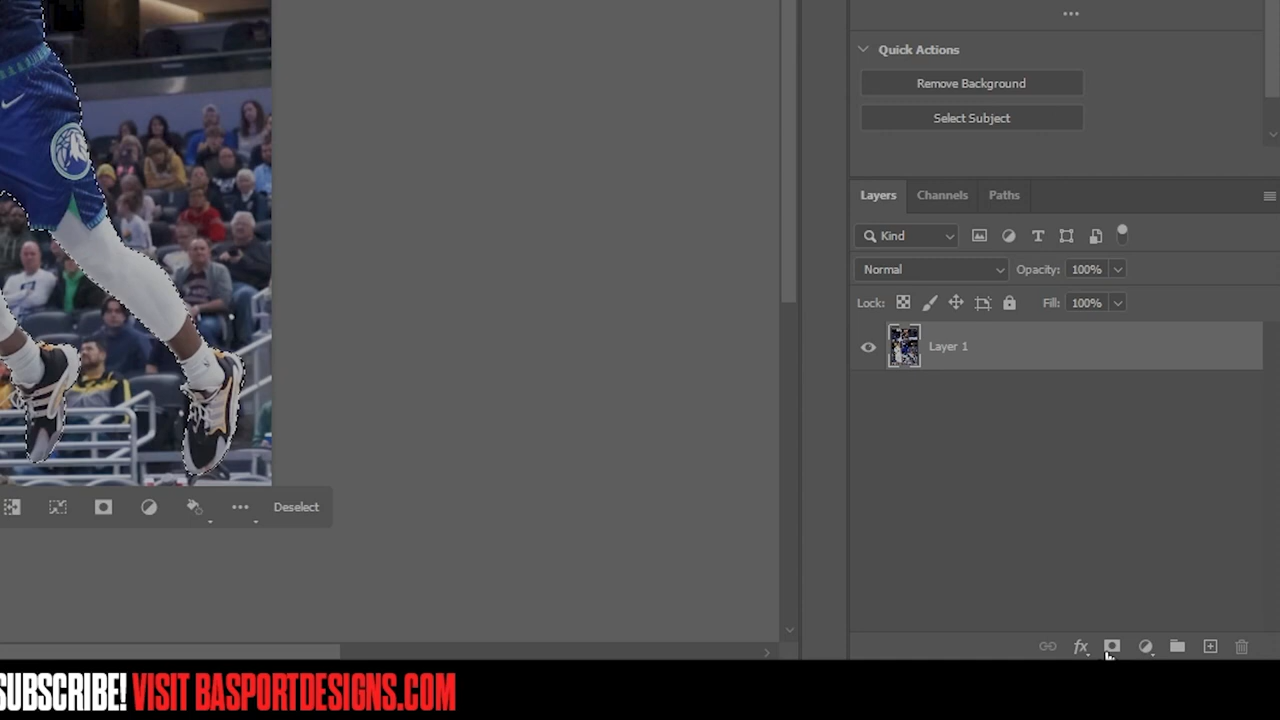 Quick Actions
Remove Background
Select Subject
Layers Channels Paths
Kind
Normal Opacity: 100%
Lock: Fill: 100%
Layer 1
Deselect
fx
SUBSCRIBE! VISIT BASPORTDESIGNS.COM